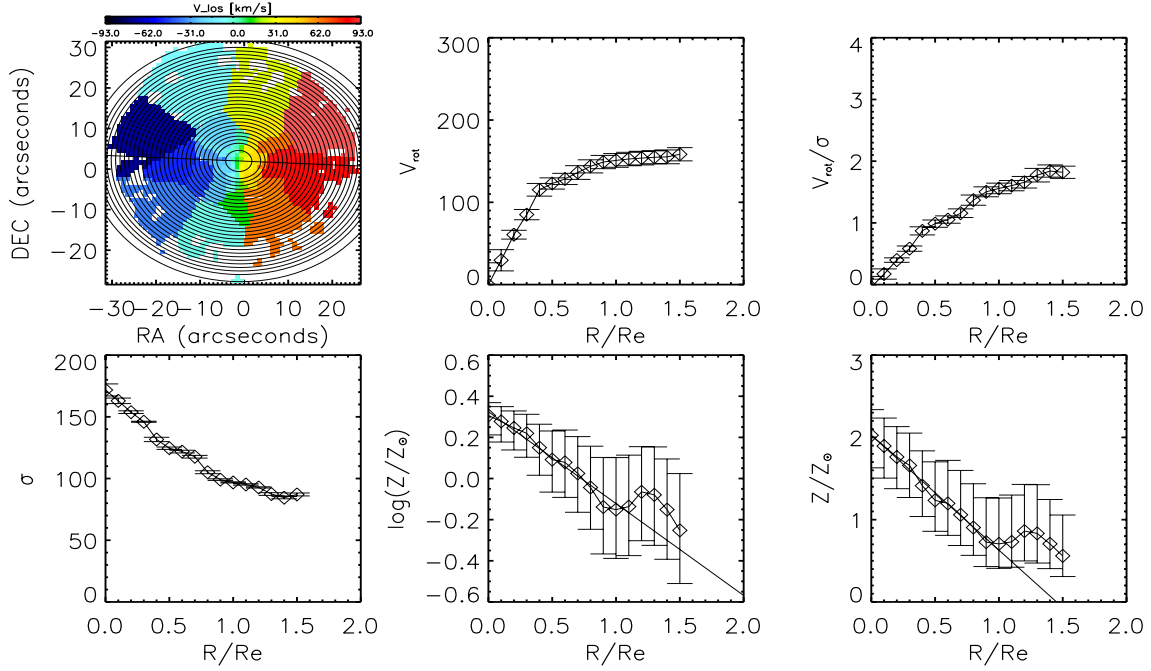 V_los [km/s]
−93.0 −62.0 −31.0 0.0 31.0 62.0 93.0
30
20
10
0
−10
−20
DEC (arcseconds)
−30 −20 −10 0 10 20
RA (arcseconds)
300
200
100
0
V_rot
0.0 0.5 1.0 1.5 2.0
R/Re
4
3
2
1
0
V_rot/σ
0.0 0.5 1.0 1.5 2.0
R/Re
200
150
100
50
0
σ
0.0 0.5 1.0 1.5 2.0
R/Re
0.6
0.4
0.2
−0.0
−0.2
−0.4
−0.6
log(Z/Z⊙)
0.0 0.5 1.0 1.5 2.0
R/Re
3
2
1
0
Z/Z⊙
0.0 0.5 1.0 1.5 2.0
R/Re